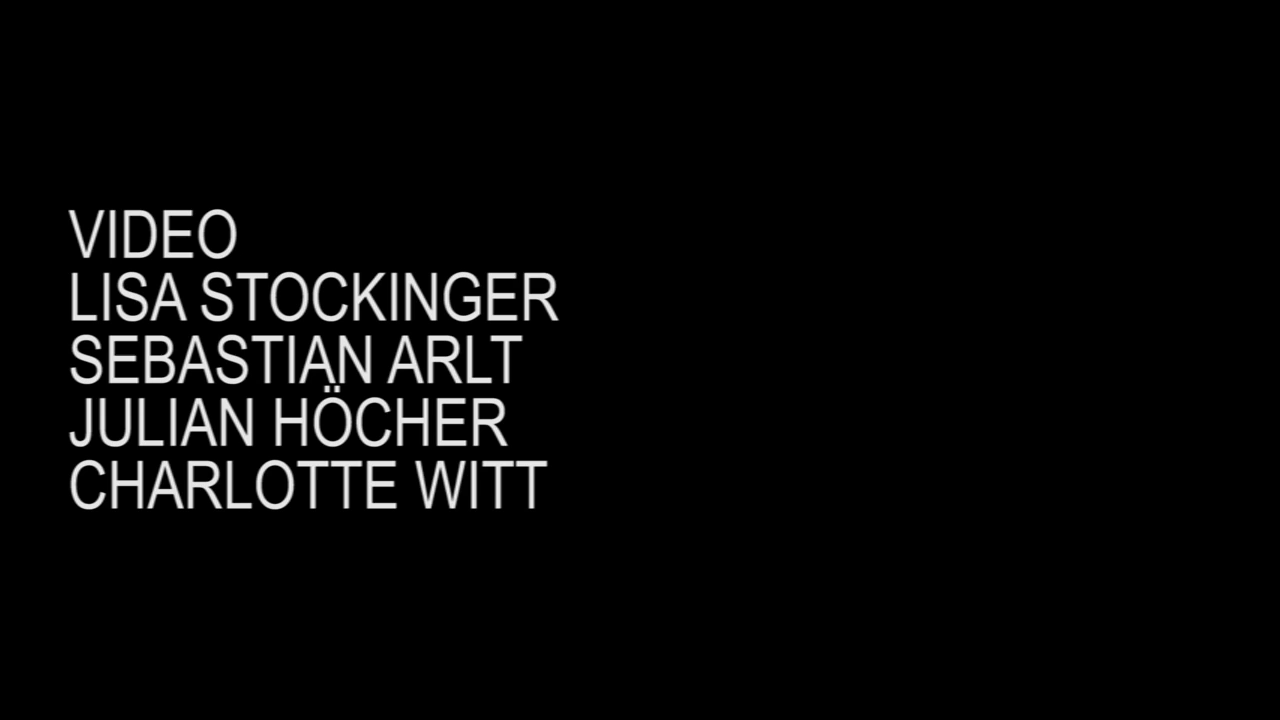 VIDEO
LISA STOCKINGER
SEBASTIAN ARLT
JULIAN HÖCHER
CHARLOTTE WITT